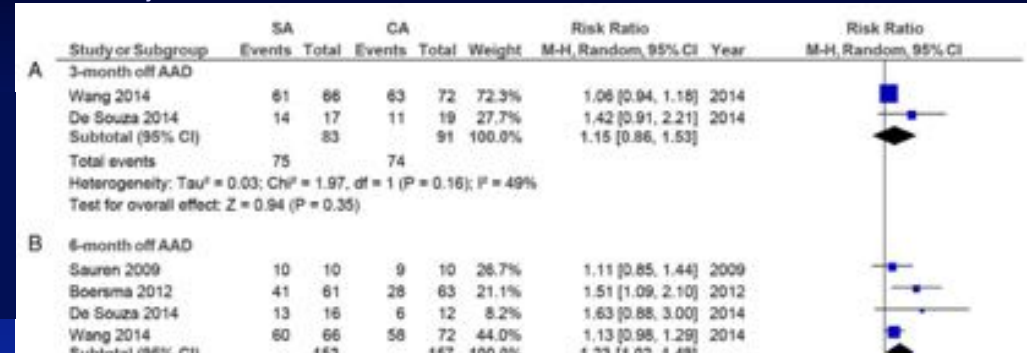 SA CA Risk Ratio Risk Ratio
Study or Subgroup Events Total Events Total Weight M-H, Random, 95% CI Year M-H, Random, 95% CI
A 3-month off AAD
Wang 2014 61 66 63 72 72.3% 1.06 [0.94, 1.18] 2014
De Souza 2014 14 17 11 19 27.7% 1.42 [0.91, 2.21] 2014
Subtotal (95% CI) 83 91 100.0% 1.15 [0.86, 1.53]
Total events 75 74
Heterogeneity: Tau² = 0.03; Chi² = 1.97, df = 1 (P = 0.16); I² = 49%
Test for overall effect: Z = 0.94 (P = 0.35)
B 6-month off AAD
Sauren 2009 10 10 9 10 26.7% 1.11 [0.85, 1.44] 2009
Boersma 2012 41 61 28 63 21.1% 1.51 [1.09, 2.10] 2012
De Souza 2014 13 16 6 12 8.2% 1.63 [0.88, 3.00] 2014
Wang 2014 60 66 58 72 44.0% 1.13 [0.98, 1.29] 2014
Subtotal (95% CI) 100.0%